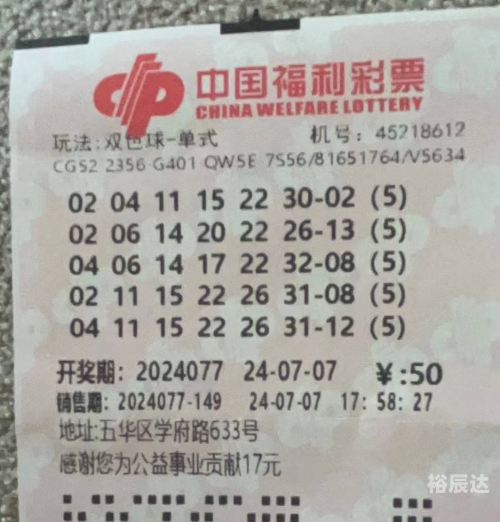 中国福利彩票
CHINA WELFARE LOTTERY
玩法:双色球-单式 机号:45218612
CGS2 2356 G401 QW5E 7S56/81651764/V5634
02 04 11 15 22 30-02 (5)
02 06 14 20 22 26-13 (5)
04 06 14 17 22 32-08 (5)
02 11 15 22 26 31-08 (5)
04 11 15 22 26 31-12 (5)
开奖期: 2024077 24-07-07 ¥:50
销售期: 2024077-149 24-07-07 17:58:27
地址:五华区学府路633号
感谢您为公益事业贡献17元
裕辰达